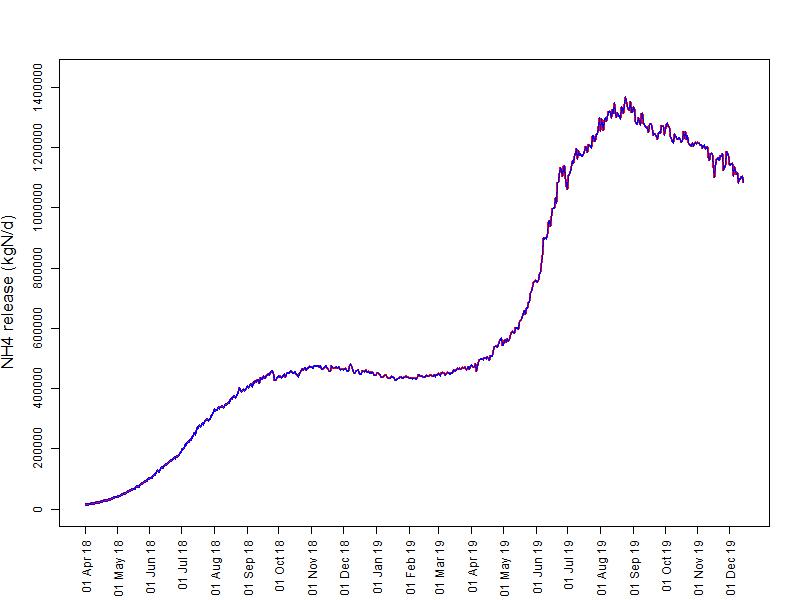 NH4 release (kgN/d)
1400000
1200000
1000000
800000
600000
400000
200000
0
01 Apr 18
01 May 18
01 Jun 18
01 Jul 18
01 Aug 18
01 Sep 18
01 Oct 18
01 Nov 18
01 Dec 18
01 Jan 19
01 Feb 19
01 Mar 19
01 Apr 19
01 May 19
01 Jun 19
01 Jul 19
01 Aug 19
01 Sep 19
01 Oct 19
01 Nov 19
01 Dec 19